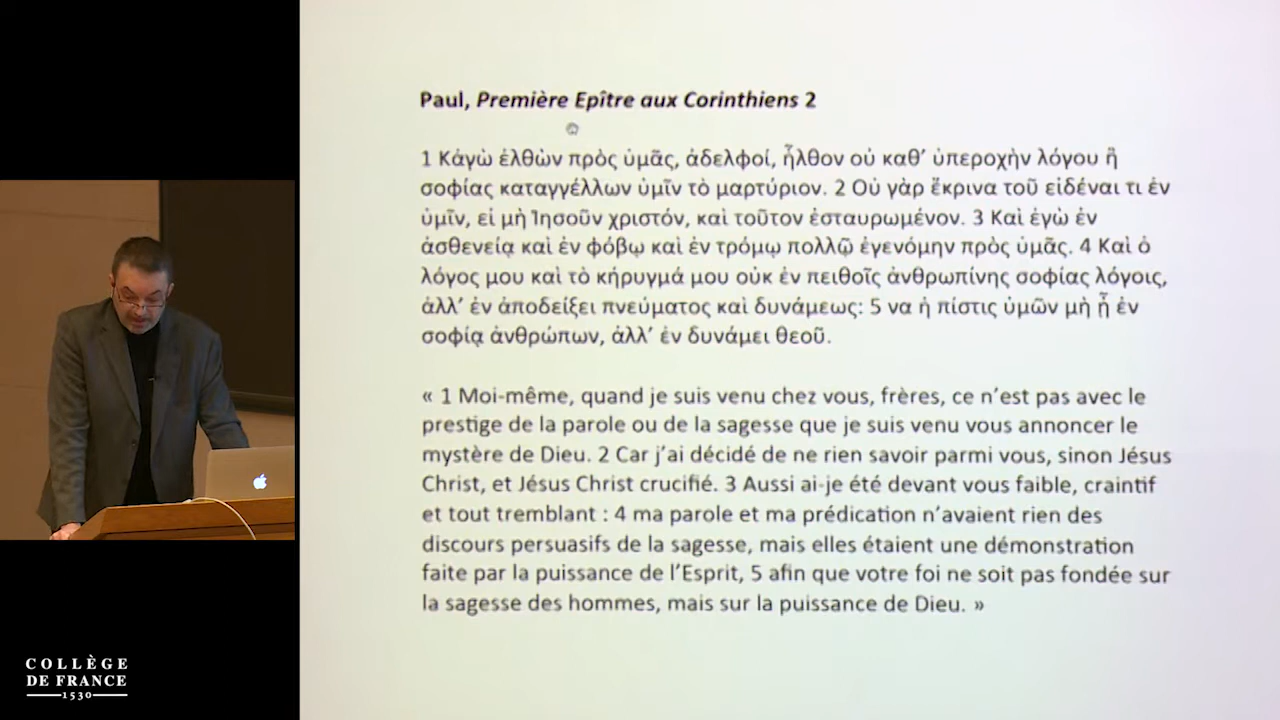 Paul, Première Epître aux Corinthiens 2
1 Κἀγὼ ἐλθὼν πρὸς ὑμᾶς, ἀδελφοί, ἦλθον οὐ καθ’ ὑπεροχὴν λόγου ἢ
σοφίας καταγγέλλων ὑμῖν τὸ μαρτύριον. 2 Οὐ γὰρ ἔκρινα τοῦ εἰδέναι τι ἐν
ὑμῖν, εἰ μὴ Ἰησοῦν χριστόν, καὶ τοῦτον ἐσταυρωμένον. 3 Καὶ ἐγὼ ἐν
ἀσθενείᾳ καὶ ἐν φόβῳ καὶ ἐν τρόμῳ πολλῷ ἐγενόμην πρὸς ὑμᾶς. 4 Καὶ ὁ
λόγος μου καὶ τὸ κήρυγμά μου οὐκ ἐν πειθοῖς ἀνθρωπίνης σοφίας λόγοις,
ἀλλ’ ἐν ἀποδείξει πνεύματος καὶ δυνάμεως: 5 να ἡ πίστις ὑμῶν μὴ ᾖ ἐν
σοφίᾳ ἀνθρώπων, ἀλλ’ ἐν δυνάμει θεοῦ.
« 1 Moi-même, quand je suis venu chez vous, frères, ce n’est pas avec le
prestige de la parole ou de la sagesse que je suis venu vous annoncer le
mystère de Dieu. 2 Car j’ai décidé de ne rien savoir parmi vous, sinon Jésus
Christ, et Jésus Christ crucifié. 3 Aussi ai-je été devant vous faible, craintif
et tout tremblant : 4 ma parole et ma prédication n’avaient rien des
discours persuasifs de la sagesse, mais elles étaient une démonstration
faite par la puissance de l’Esprit, 5 afin que votre foi ne soit pas fondée sur
la sagesse des hommes, mais sur la puissance de Dieu. »
COLLÈGE
DE FRANCE
1530